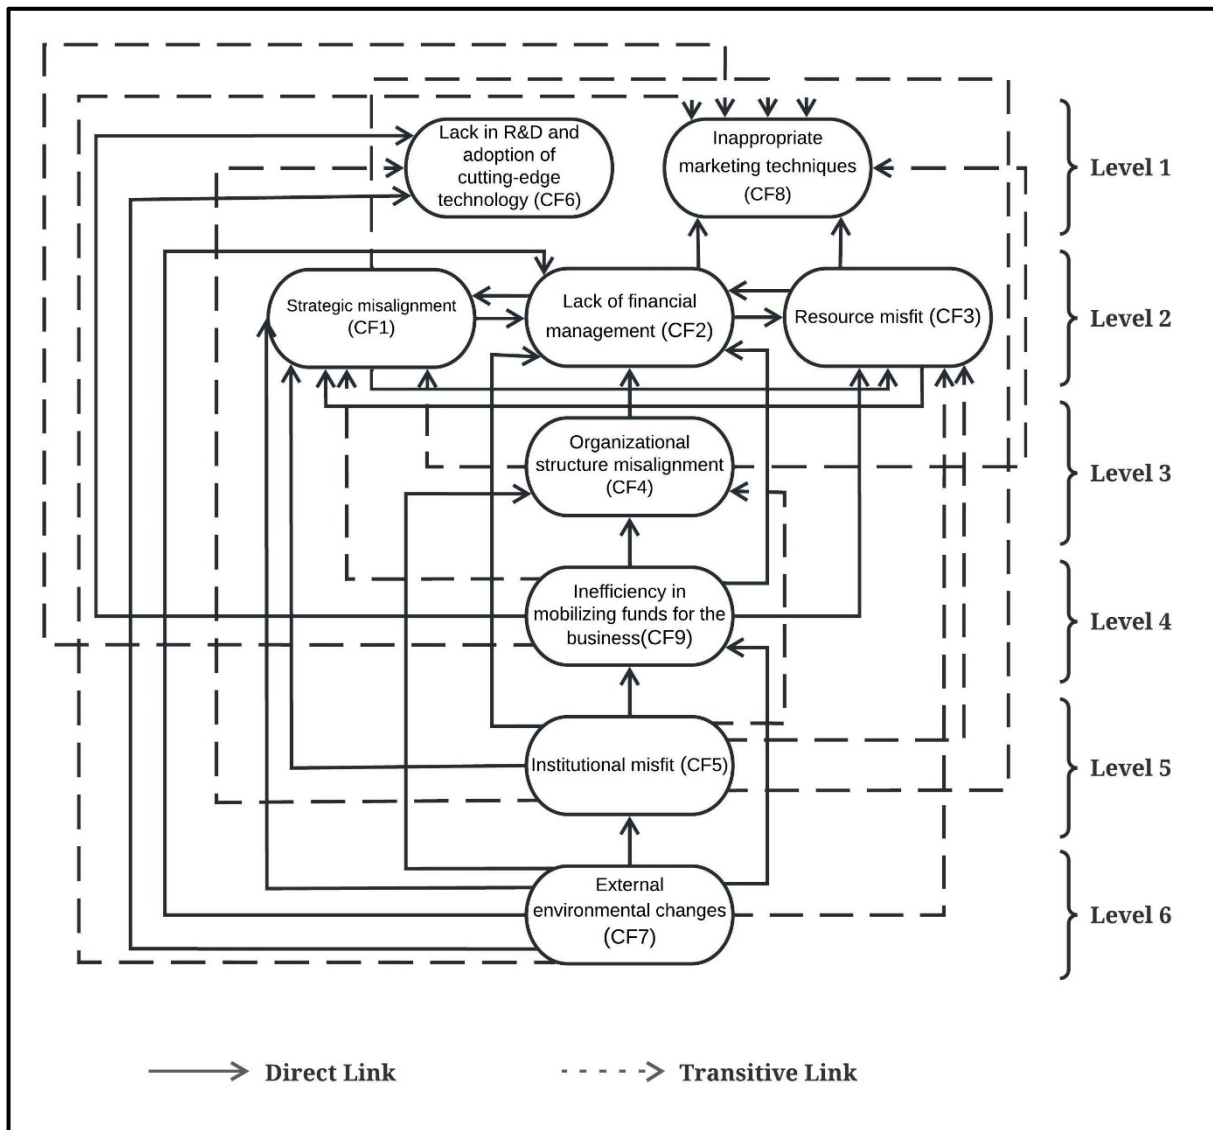 Lack in R&D and
adoption of
cutting-edge
technology (CF6)
Inappropriate
marketing techniques
(CF8)
Level 1
Strategic misalignment
(CF1)
Lack of financial
management (CF2)
Resource misfit (CF3)
Level 2
Organizational
structure misalignment
(CF4)
Level 3
Inefficiency in
mobilizing funds for the
business(CF9)
Level 4
Institutional misfit (CF5)
Level 5
External
environmental changes
(CF7)
Level 6
Direct Link
Transitive Link